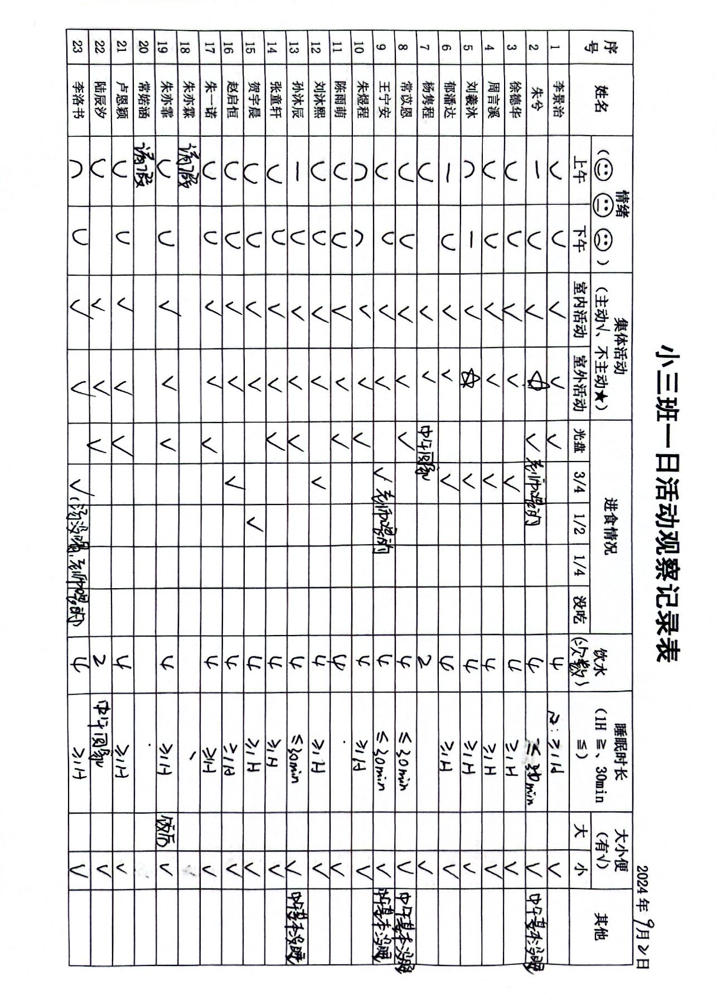 小三班一日活动观察记录表
2024年9月2日
序号 姓名 情绪 集体活动 进食情况 饮水(次数) 睡眠时长 大小便 其他
(主动√、不主动★) (1H ≧、30min ≦) (有√)
上午 下午 室内活动 室外活动 光盘 3/4 1/2 1/4 没吃 大 小
1 李景治 √ √ √ √ 4 ≥1H √
2 朱兮 — √ ☆ √ 老师喂的 4 ≤30min √ 中午基本没睡
3 徐德华 √ √ √ 4 ≥1H √
4 周言溪 √ √ √ 4 ≥1H √
5 刘羲沐 — √ ☆ √ 4 ≥1H √
6 郁潘达 — √ √ √ 4 ≥1H √
7 杨隽程 √ √ 中午回家 2 √
8 常苡恩 √ √ √ 4 ≤30min √ 中午基本没睡
9 王宁安 √ √ √ 老师喂的 4 ≤30min √ 中午基本没睡
10 朱煜程 √ √ √ 4 ≥1H √
11 陈雨萌 √ √ √ 4 √
12 刘沐熙 √ √ √ 4 ≥1H √
13 孙沐辰 — √ √ √ 4 ≤30min √ 中午基本没睡
14 张童轩 √ √ √ 4 ≥1H √
15 贺宇晨 √ √ √ 4 ≥1H √
16 赵启恒 √ √ √ 4 ≥1H √
17 朱一诺 √ √ √ 4 ≥1H √
18 朱亦霖 请假
19 朱亦霏 √ √ √ 4 ≥1H 饭后 √
20 常婼涵 请假
21 卢恩颖 √ √ √ 4 ≥1H √
22 陆辰汐 √ √ √ 2 中午回家 √
23 李洛书 √ √ √ (汤没喝,老师喂的) 4 ≥1H √